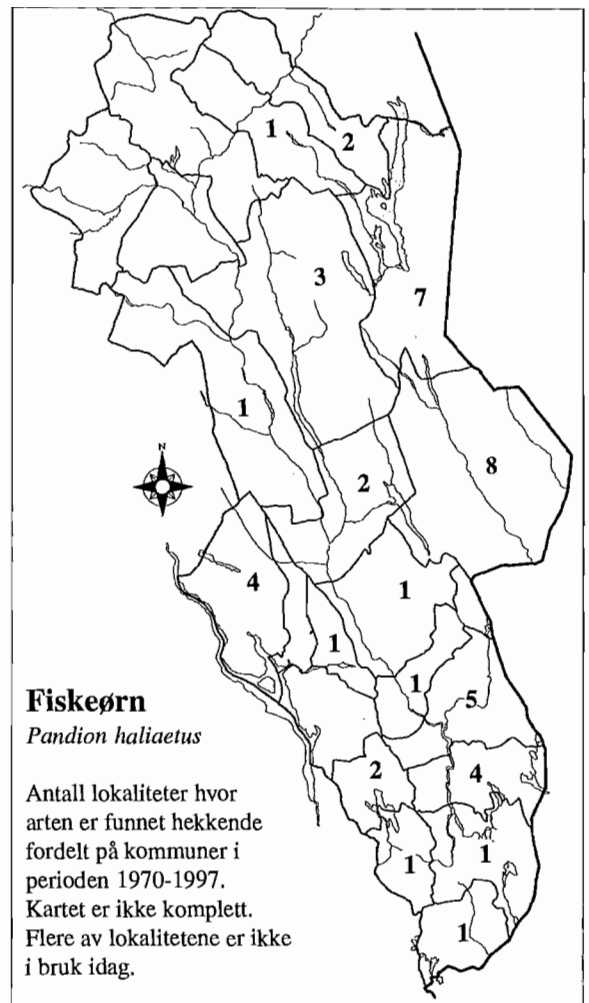 1
2
3
7
1
8
2
N
4
1
1
1
5
2
4
1
1
1
Fiskeørn
Pandion haliaetus
Antall lokaliteter hvor
arten er funnet hekkende
fordelt på kommuner i
perioden 1970-1997.
Kartet er ikke komplett.
Flere av lokalitetene er ikke
i bruk idag.